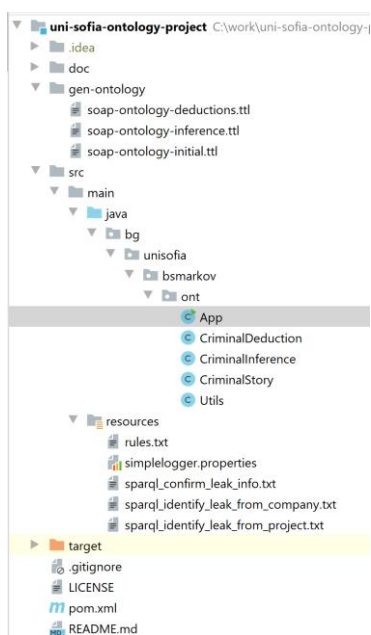 uni-sofia-ontology-project C:\work\uni-sofia-ontology-p
.idea
doc
gen-ontology
soap-ontology-deductions.ttl
soap-ontology-inference.ttl
soap-ontology-initial.ttl
src
main
java
bg
unisofia
bsmarkov
ont
C App
C CriminalDeduction
C CriminalInference
C CriminalStory
C Utils
resources
rules.txt
simplelogger.properties
sparql_confirm_leak_info.txt
sparql_identify_leak_from_company.txt
sparql_identify_leak_from_project.txt
target
.gitignore
LICENSE
m pom.xml
MD README.md